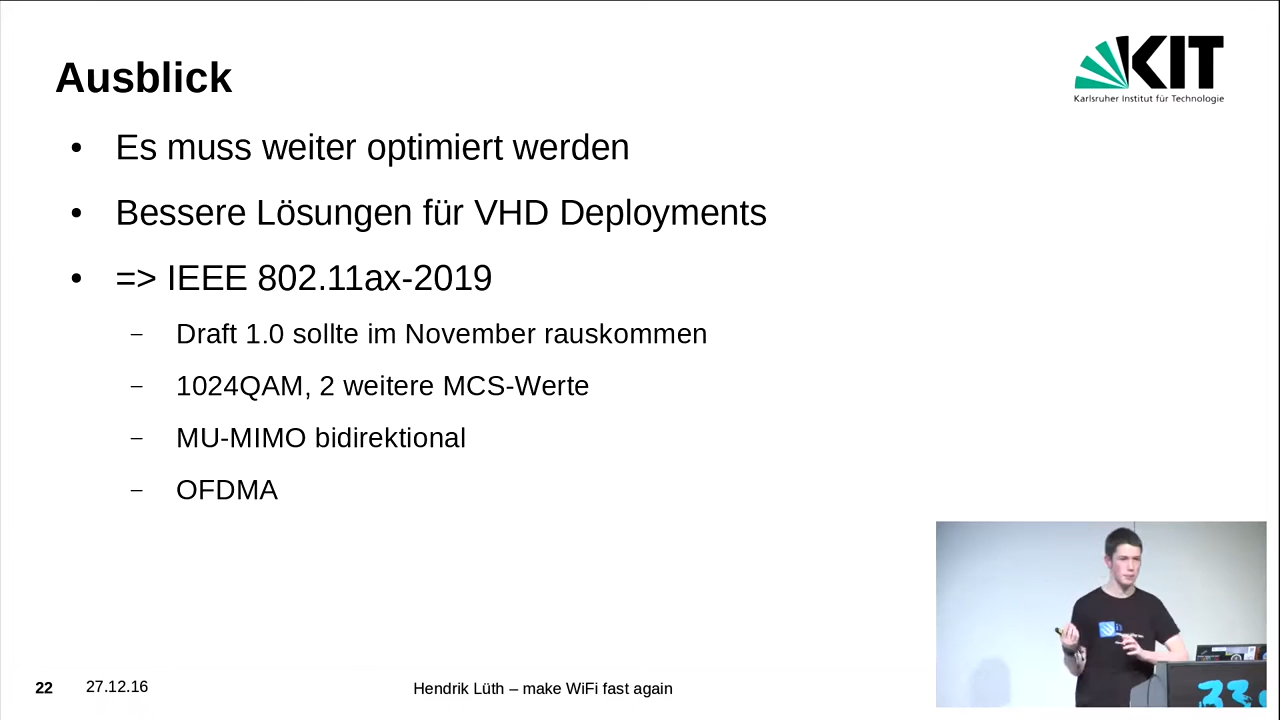 Ausblick
KIT
Karlsruher Institut für Technologie
• Es muss weiter optimiert werden
• Bessere Lösungen für VHD Deployments
• => IEEE 802.11ax-2019
– Draft 1.0 sollte im November rauskommen
– 1024QAM, 2 weitere MCS-Werte
– MU-MIMO bidirektional
– OFDMA
22 27.12.16 Hendrik Lüth – make WiFi fast again